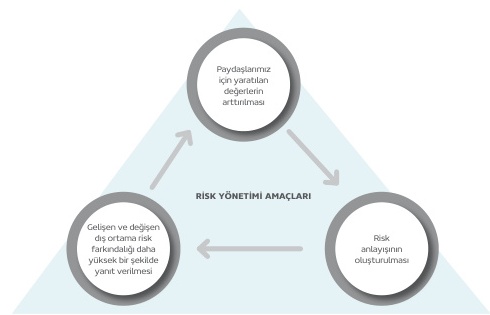 Paydaşlarımız
için yaratılan
değerlerin
arttırılması
RİSK YÖNETİMİ AMAÇLARI
Gelişen ve değişen
dış ortama risk
farkındalığı daha
yüksek bir şekilde
yanıt verilmesi
Risk
anlayışının
oluşturulması